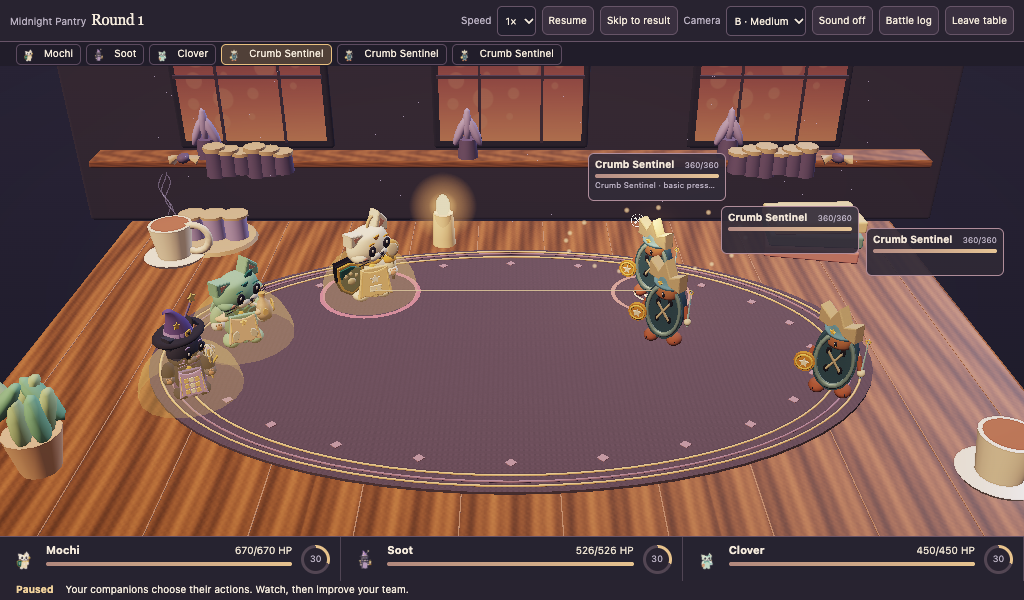 Midnight Pantry Round 1
Speed 1x Resume Skip to result Camera B · Medium Sound off Battle log Leave table
Mochi Soot Clover Crumb Sentinel Crumb Sentinel Crumb Sentinel
Crumb Sentinel 360/360
Crumb Sentinel · basic press...
Crumb Sentinel 360/360
Crumb Sentinel 360/360
Mochi 670/670 HP 30
Soot 526/526 HP 30
Clover 450/450 HP 30
Paused Your companions choose their actions. Watch, then improve your team.